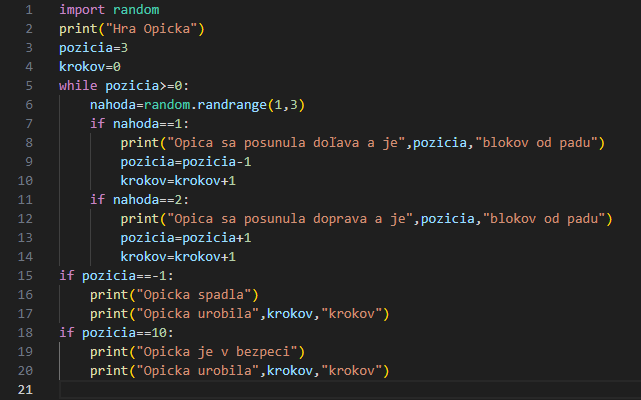 1 import random
2 print("Hra Opicka")
3 pozicia=3
4 krokov=0
5 while pozicia>=0:
6     nahoda=random.randrange(1,3)
7     if nahoda==1:
8         print("Opica sa posunula doľava a je",pozicia,"blokov od padu")
9         pozicia=pozicia-1
10         krokov=krokov+1
11     if nahoda==2:
12         print("Opica sa posunula doprava a je",pozicia,"blokov od padu")
13         pozicia=pozicia+1
14         krokov=krokov+1
15 if pozicia==-1:
16     print("Opicka spadla")
17     print("Opicka urobila",krokov,"krokov")
18 if pozicia==10:
19     print("Opicka je v bezpeci")
20     print("Opicka urobila",krokov,"krokov")
21